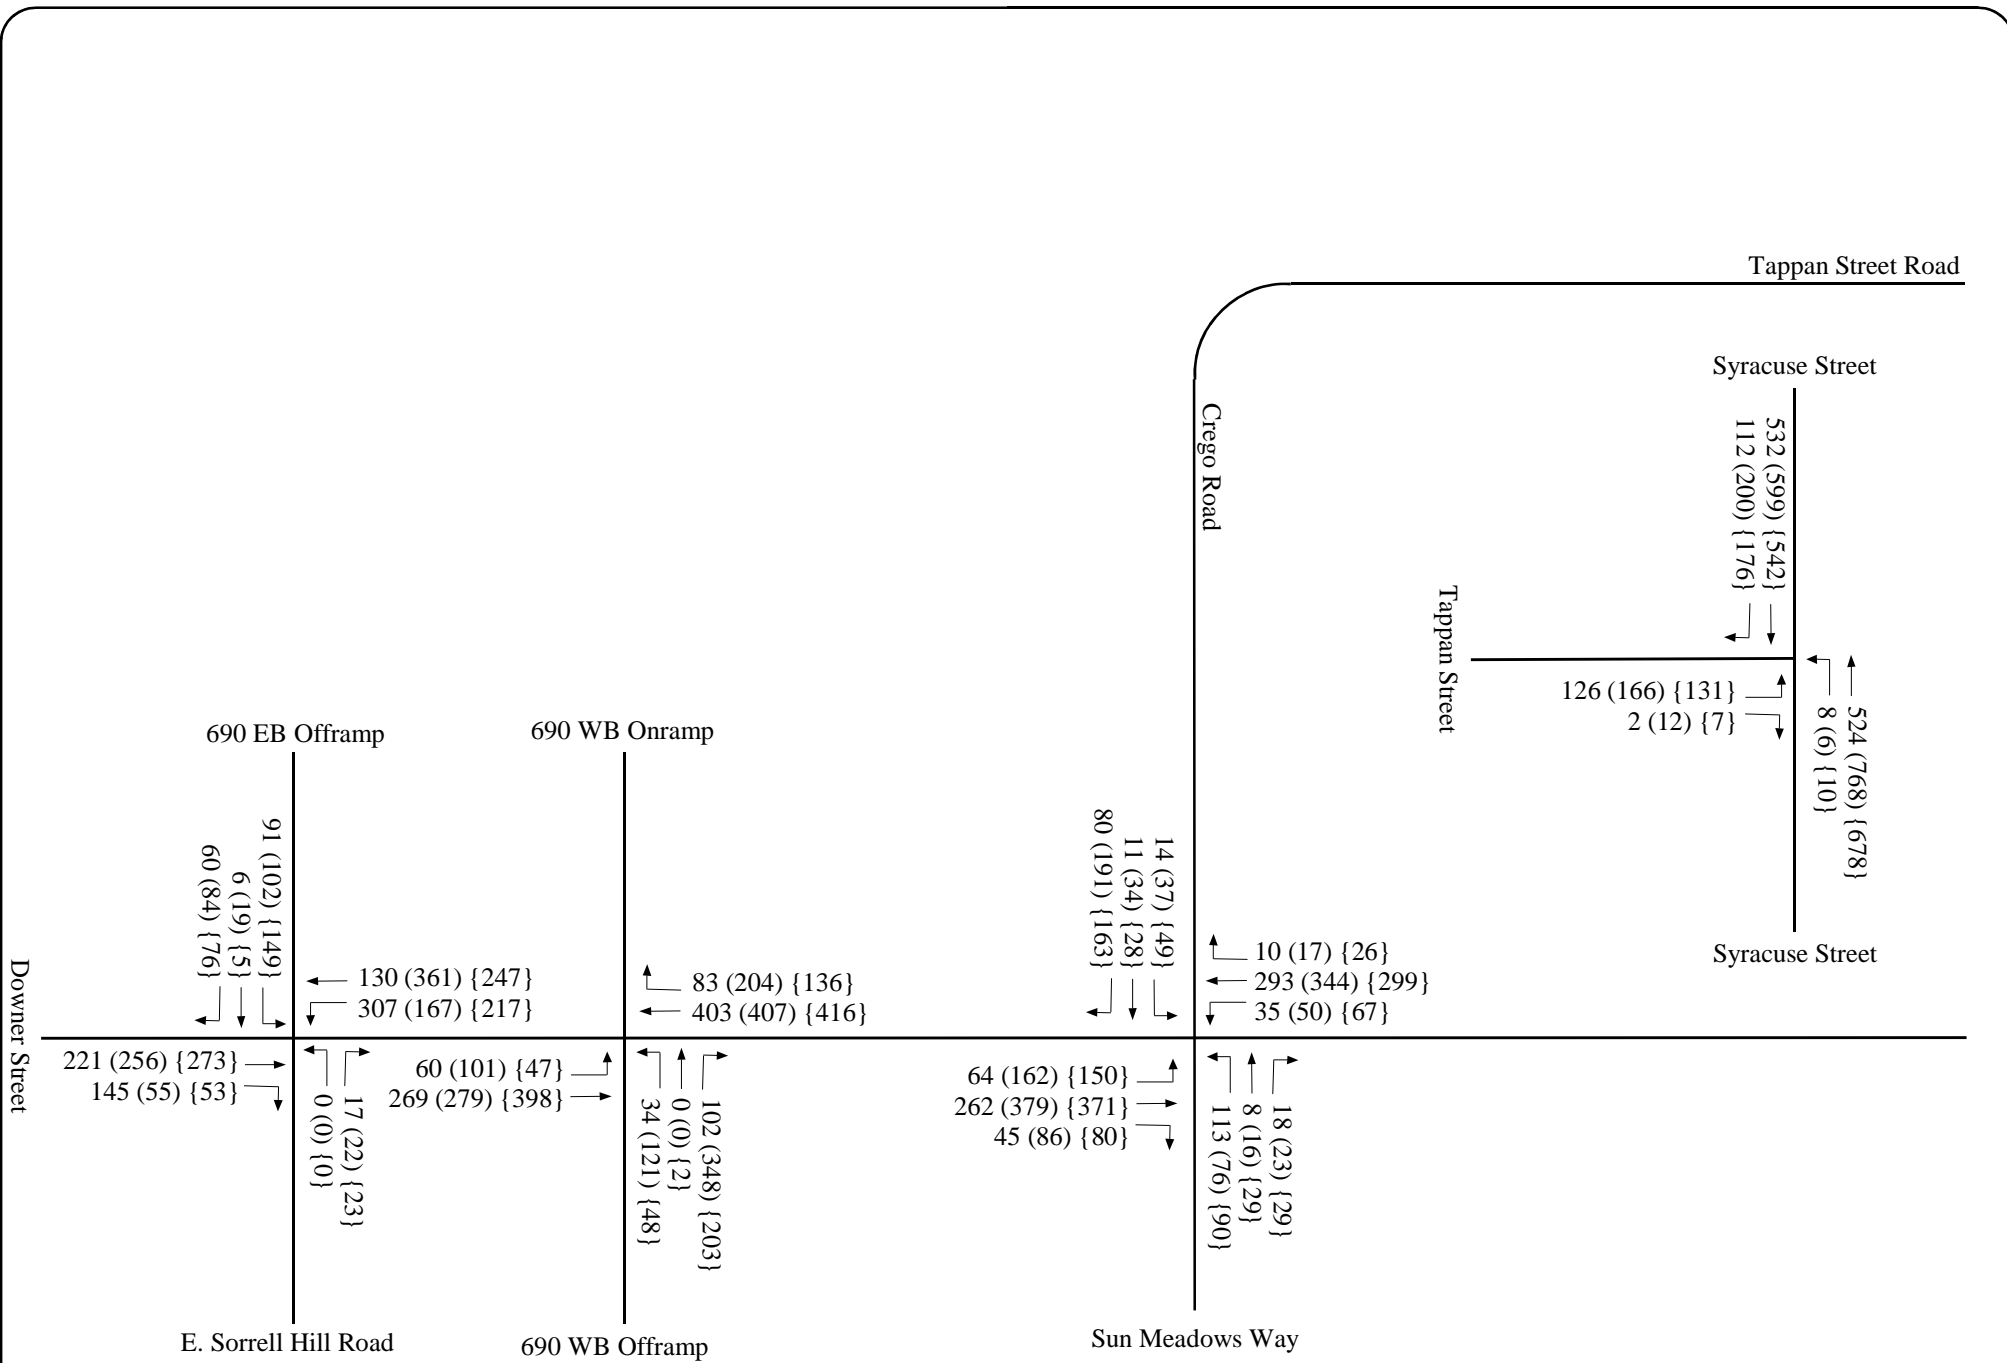 Tappan Street Road
Syracuse Street
Crego Road
532 (599) {542}
112 (200) {176}
Tappan Street
126 (166) {131}
2 (12) {7}
524 (768) {678}
8 (6) {10}
Syracuse Street
690 EB Offramp
690 WB Onramp
91 (102) {149}
6 (19) {5}
60 (84) {76}
14 (37) {49}
11 (34) {28}
80 (191) {163}
Downer Street
130 (361) {247}
307 (167) {217}
83 (204) {136}
403 (407) {416}
10 (17) {26}
293 (344) {299}
35 (50) {67}
221 (256) {273}
145 (55) {53}
60 (101) {47}
269 (279) {398}
64 (162) {150}
262 (379) {371}
45 (86) {80}
17 (22) {23}
0 (0) {0}
102 (348) {203}
0 (0) {2}
34 (121) {48}
18 (23) {29}
8 (16) {29}
113 (76) {90}
E. Sorrell Hill Road
690 WB Offramp
Sun Meadows Way